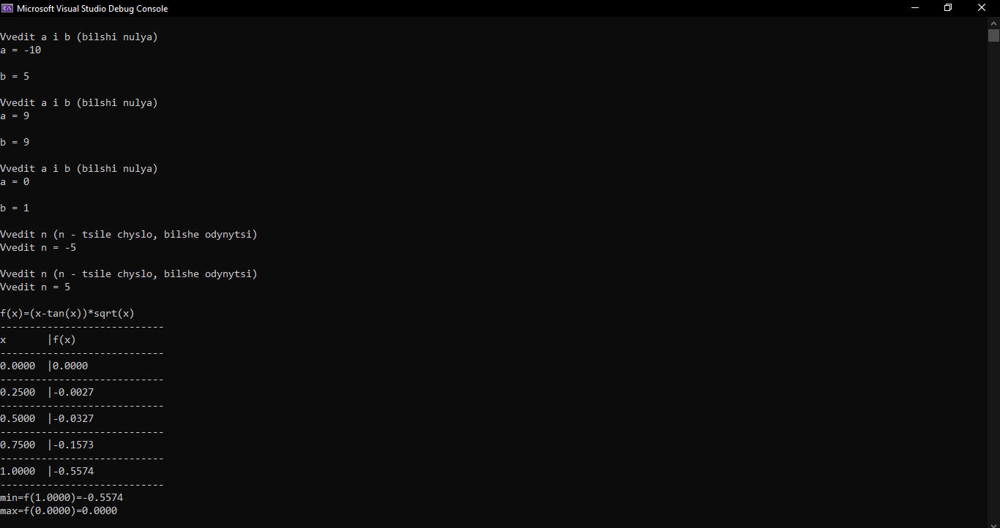 Microsoft Visual Studio Debug Console
Vvedit a i b (bilshi nulya)
a = -10
b = 5
Vvedit a i b (bilshi nulya)
a = 9
b = 9
Vvedit a i b (bilshi nulya)
a = 0
b = 1
Vvedit n (n - tsile chyslo, bilshe odynytsi)
Vvedit n = -5
Vvedit n (n - tsile chyslo, bilshe odynytsi)
Vvedit n = 5
f(x)=(x-tan(x))*sqrt(x)
----------------------------
x       |f(x)
----------------------------
0.0000  |0.0000
----------------------------
0.2500  |-0.0027
----------------------------
0.5000  |-0.0327
----------------------------
0.7500  |-0.1573
----------------------------
1.0000  |-0.5574
----------------------------
min=f(1.0000)=-0.5574
max=f(0.0000)=0.0000